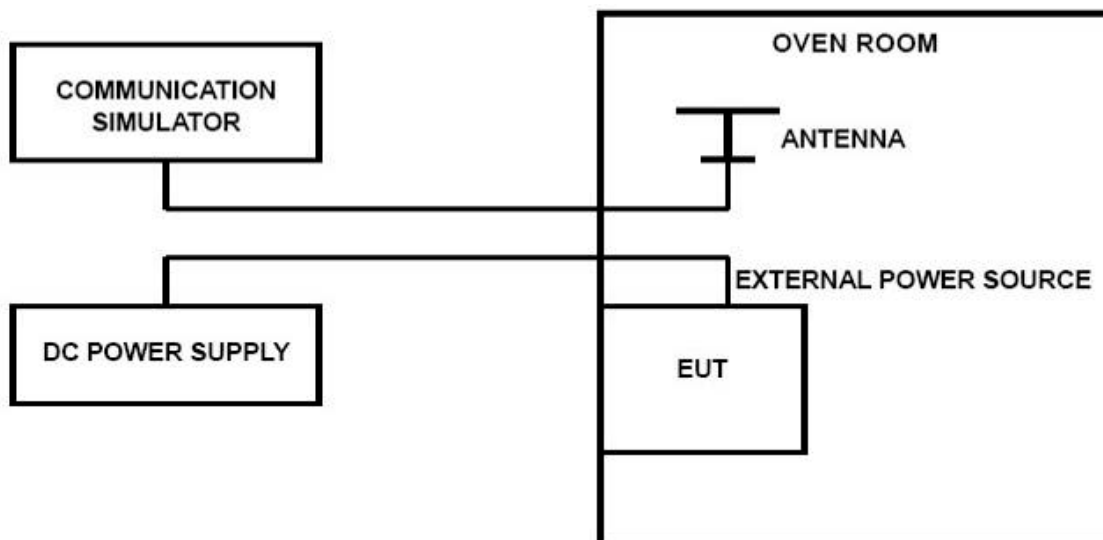 OVEN ROOM
COMMUNICATION
SIMULATOR
ANTENNA
EXTERNAL POWER SOURCE
DC POWER SUPPLY
EUT